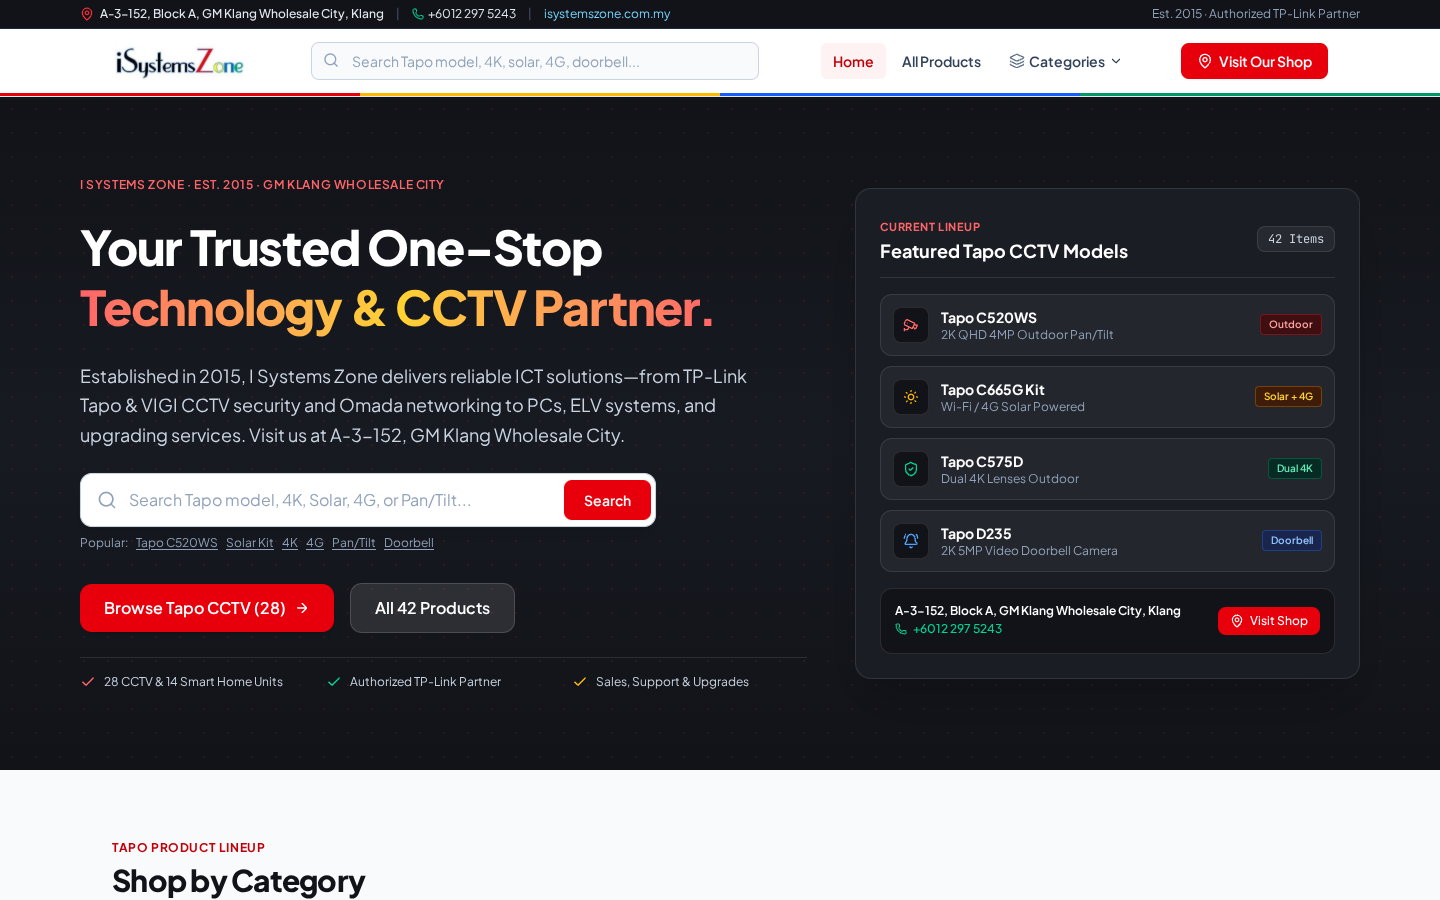 A-3-152, Block A, GM Klang Wholesale City, Klang | +6012 297 5243 | isystemszone.com.my
Est. 2015 · Authorized TP-Link Partner
iSystemsZone
Search Tapo model, 4K, solar, 4G, doorbell...
Home
All Products
Categories
Visit Our Shop
I SYSTEMS ZONE · EST. 2015 · GM KLANG WHOLESALE CITY
Your Trusted One-Stop
Technology & CCTV Partner.
Established in 2015, I Systems Zone delivers reliable ICT solutions—from TP-Link
Tapo & VIGI CCTV security and Omada networking to PCs, ELV systems, and
upgrading services. Visit us at A-3-152, GM Klang Wholesale City.
Search Tapo model, 4K, Solar, 4G, or Pan/Tilt...
Search
Popular: Tapo C520WS Solar Kit 4K 4G Pan/Tilt Doorbell
Browse Tapo CCTV (28)
All 42 Products
28 CCTV & 14 Smart Home Units
Authorized TP-Link Partner
Sales, Support & Upgrades
CURRENT LINEUP
Featured Tapo CCTV Models
42 Items
Tapo C520WS
2K QHD 4MP Outdoor Pan/Tilt
Outdoor
Tapo C665G Kit
Wi-Fi / 4G Solar Powered
Solar + 4G
Tapo C575D
Dual 4K Lenses Outdoor
Dual 4K
Tapo D235
2K 5MP Video Doorbell Camera
Doorbell
A-3-152, Block A, GM Klang Wholesale City, Klang
+6012 297 5243
Visit Shop
TAPO PRODUCT LINEUP
Shop by Category